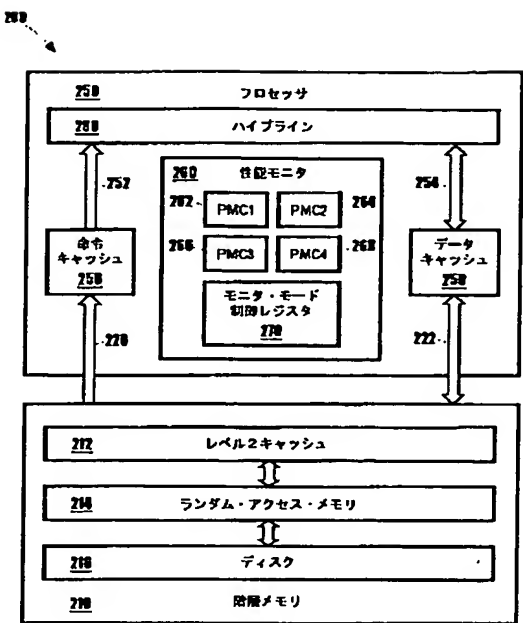 200
250 プロセッサ
280 パイプライン
252
260 性能モニタ
254
262 PMC1 PMC2 264
266 PMC3 PMC4 268
命令
キャッシュ
データ
キャッシュ
258
モニタ・モード
制御レジスタ
270
220
222
212 レベル2キャッシュ
214 ランダム・アクセス・メモリ
216 ディスク
210 階層メモリ